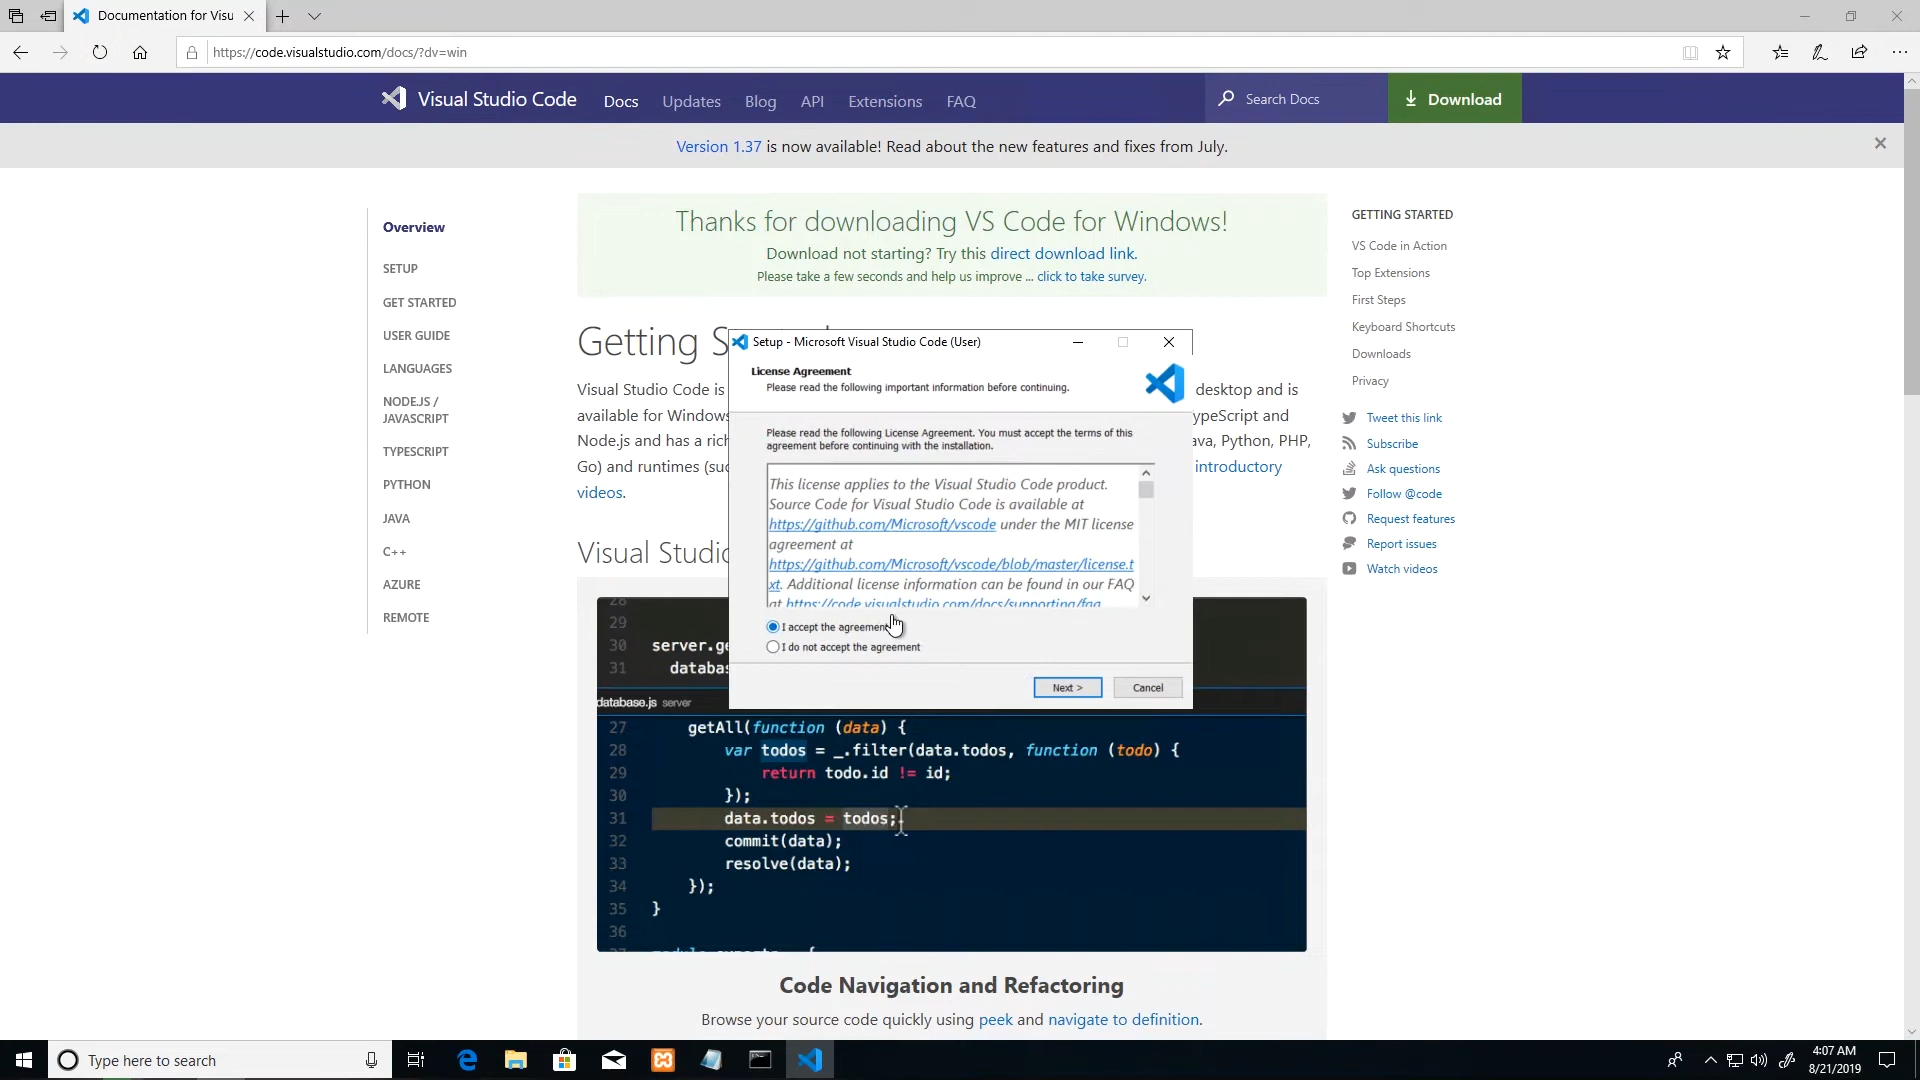 Documentation for Visu
https://code.visualstudio.com/docs/?dv=win
Visual Studio Code
Docs
Updates
Blog
API
Extensions
FAQ
Search Docs
Download
Version 1.37 is now available! Read about the new features and fixes from July.
Overview
SETUP
GET STARTED
USER GUIDE
LANGUAGES
NODE.JS /
JAVASCRIPT
TYPESCRIPT
PYTHON
JAVA
C++
AZURE
REMOTE
Thanks for downloading VS Code for Windows!
Download not starting? Try this direct download link.
Please take a few seconds and help us improve ... click to take survey.
Getting S
Visual Studio Code is
desktop and is
available for Windows
ypeScript and
Node.js and has a rich
ava, Python, PHP,
Go) and runtimes (suc
introductory
videos.
Visual Studio
Setup - Microsoft Visual Studio Code (User)
License Agreement
Please read the following important information before continuing.
Please read the following License Agreement. You must accept the terms of this
agreement before continuing with the installation.
This license applies to the Visual Studio Code product.
Source Code for Visual Studio Code is available at
https://github.com/Microsoft/vscode under the MIT license
agreement at
https://github.com/Microsoft/vscode/blob/master/license.t
xt. Additional license information can be found in our FAQ
at https://code.visualstudio.com/docs/supporting/faq
I accept the agreement
I do not accept the agreement
Next >
Cancel
28
29
30 server.ge
31 databas
database.js server
27 getAll(function (data) {
28 var todos = _.filter(data.todos, function (todo) {
29 return todo.id != id;
30 });
31 data.todos = todos;
32 commit(data);
33 resolve(data);
34 });
35 }
36
Code Navigation and Refactoring
Browse your source code quickly using peek and navigate to definition.
GETTING STARTED
VS Code in Action
Top Extensions
First Steps
Keyboard Shortcuts
Downloads
Privacy
Tweet this link
Subscribe
Ask questions
Follow @code
Request features
Report issues
Watch videos
Type here to search
4:07 AM
8/21/2019